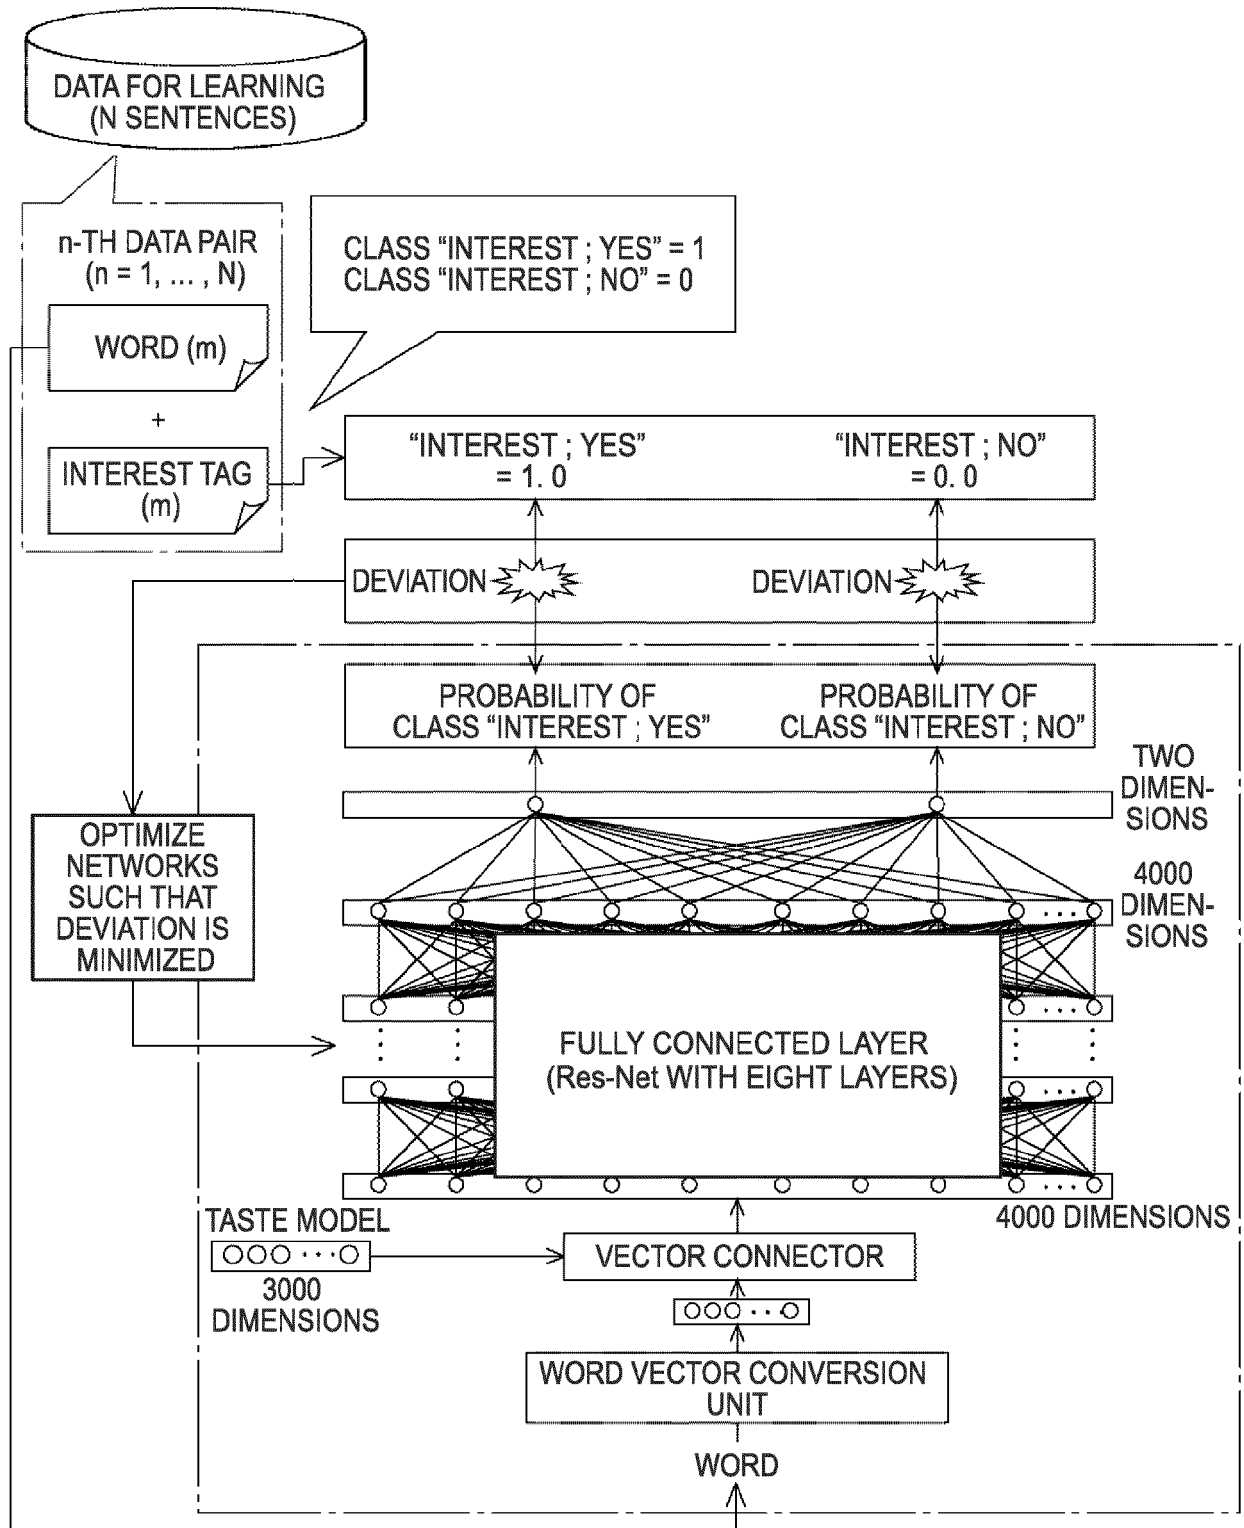 DATA FOR LEARNING
(N SENTENCES)
n-TH DATA PAIR
(n = 1, ... , N)
WORD (m)
+
INTEREST TAG
(m)
CLASS “INTEREST ; YES” = 1
CLASS “INTEREST ; NO” = 0
“INTEREST ; YES”
= 1. 0
“INTEREST ; NO”
= 0. 0
DEVIATION
DEVIATION
PROBABILITY OF
CLASS “INTEREST ; YES”
PROBABILITY OF
CLASS “INTEREST ; NO”
TWO
DIMEN-
SIONS
OPTIMIZE
NETWORKS
SUCH THAT
DEVIATION IS
MINIMIZED
4000
DIMEN-
SIONS
FULLY CONNECTED LAYER
(Res-Net WITH EIGHT LAYERS)
4000 DIMENSIONS
TASTE MODEL
3000
DIMENSIONS
VECTOR CONNECTOR
WORD VECTOR CONVERSION
UNIT
WORD